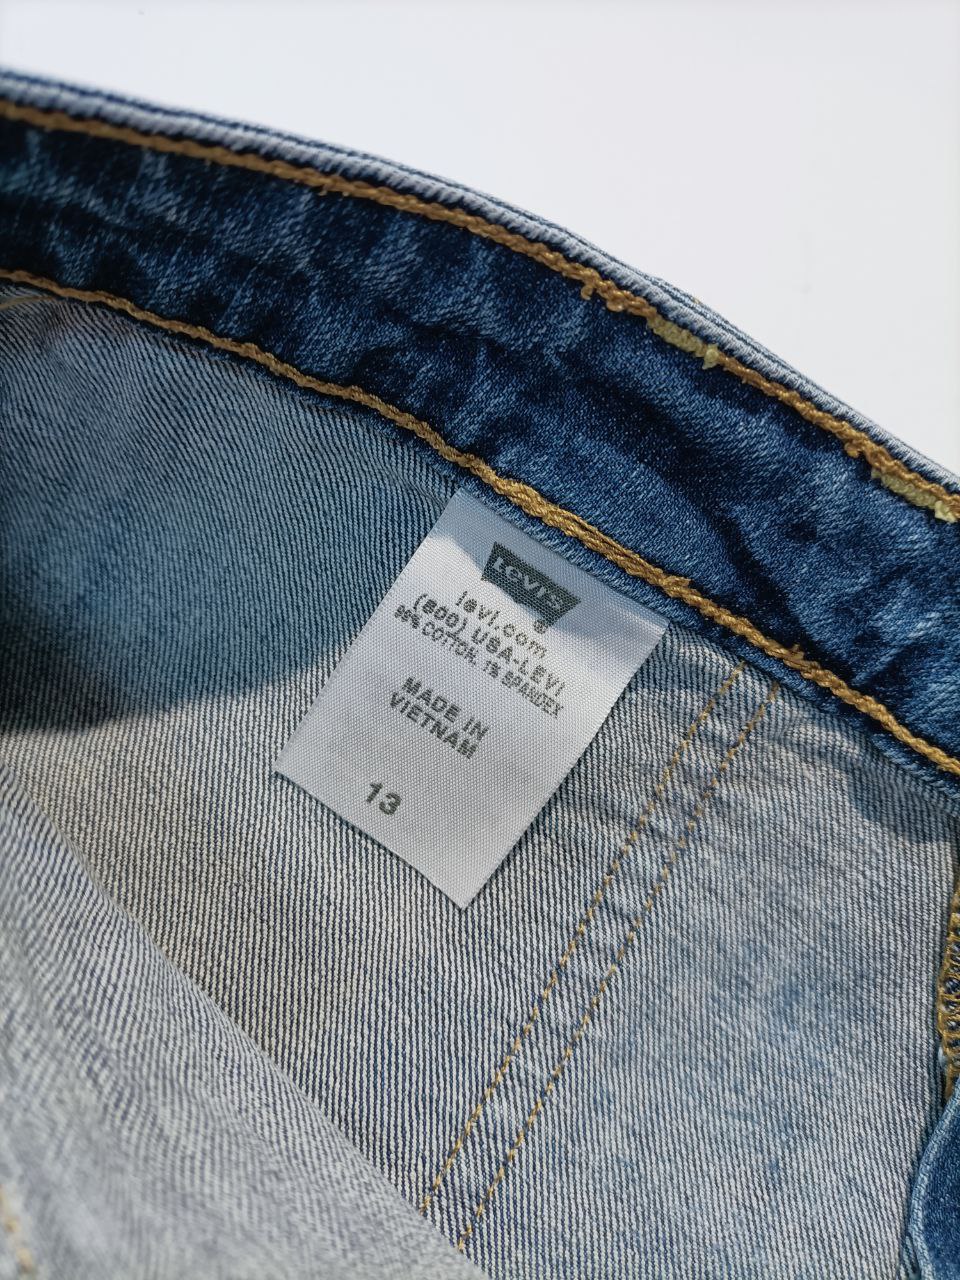 Levi's
®
levi.com
(800) USA-LEVI
99% COTTON, 1% SPANDEX
MADE IN
VIETNAM
13